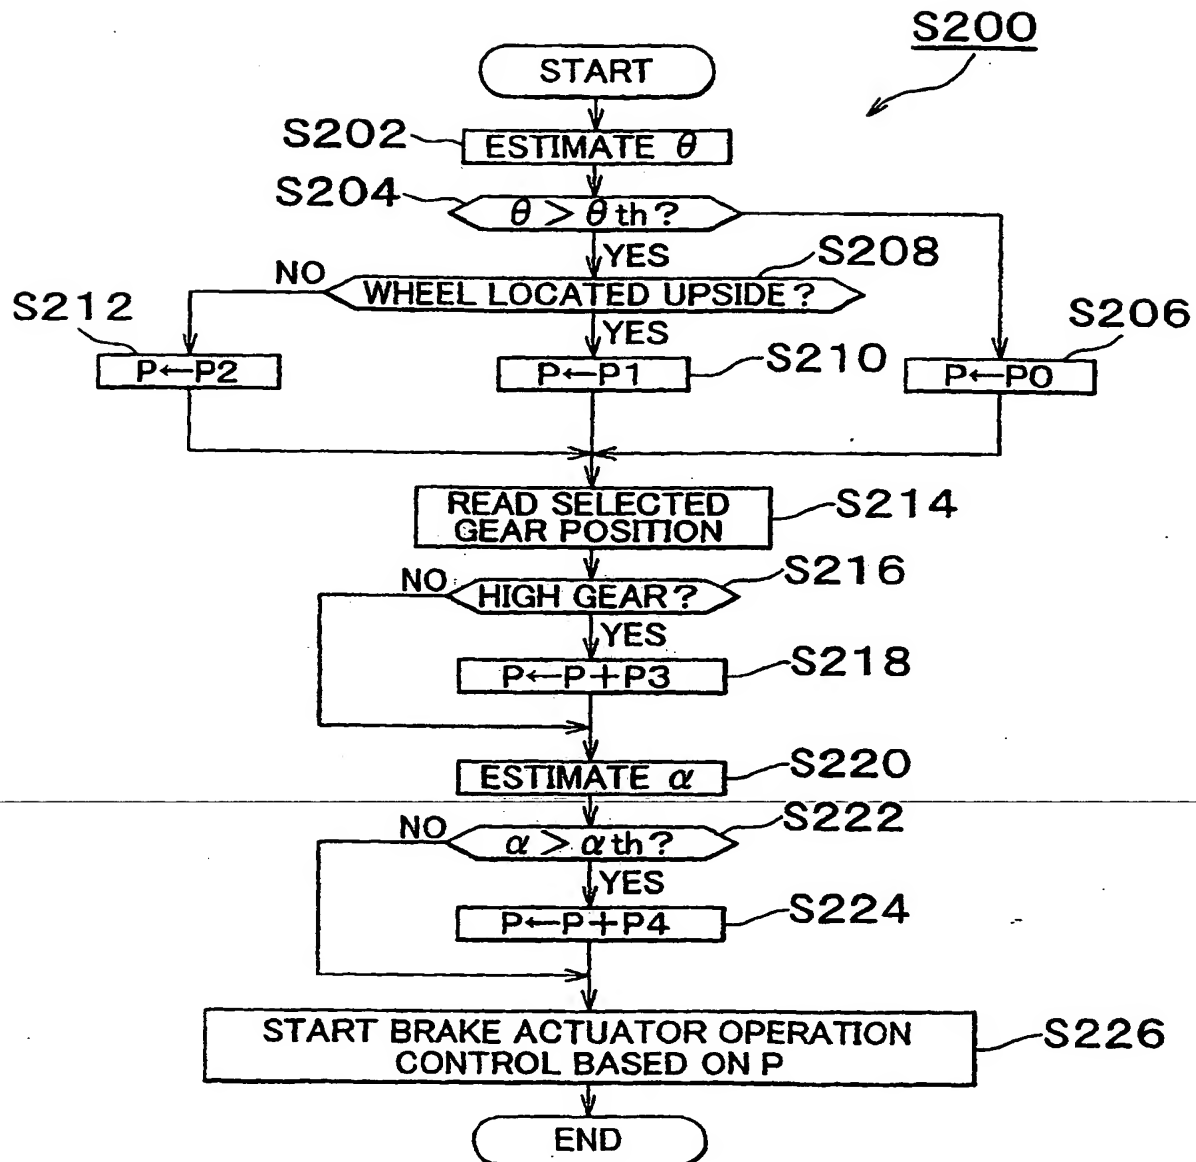 S200
START
S202
ESTIMATE θ
S204
θ > θth?
YES
S208
NO
WHEEL LOCATED UPSIDE?
S212
YES
S206
P←P2
P←P1
S210
P←P0
READ SELECTED
GEAR POSITION
S214
NO
HIGH GEAR?
S216
YES
P←P+P3
S218
ESTIMATE α
S220
NO
α > αth?
S222
YES
P←P+P4
S224
START BRAKE ACTUATOR OPERATION
CONTROL BASED ON P
S226
END